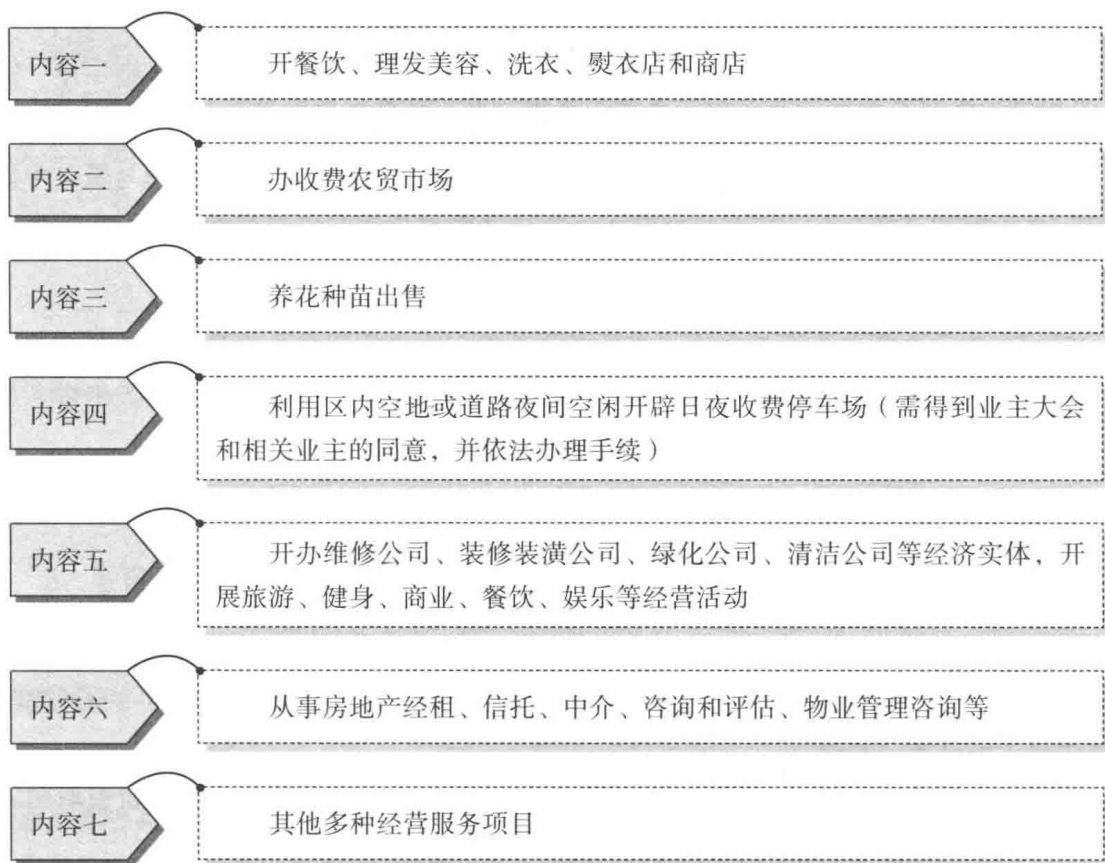 内容一
开餐饮、理发美容、洗衣、熨衣店和商店
内容二
办收费农贸市场
内容三
养花种苗出售
内容四
利用区内空地或道路夜间空闲开辟日夜收费停车场（需得到业主大会
和相关业主的同意，并依法办理手续）
内容五
开办维修公司、装修装潢公司、绿化公司、清洁公司等经济实体，开
展旅游、健身、商业、餐饮、娱乐等经营活动
内容六
从事房地产经租、信托、中介、咨询和评估、物业管理咨询等
内容七
其他多种经营服务项目